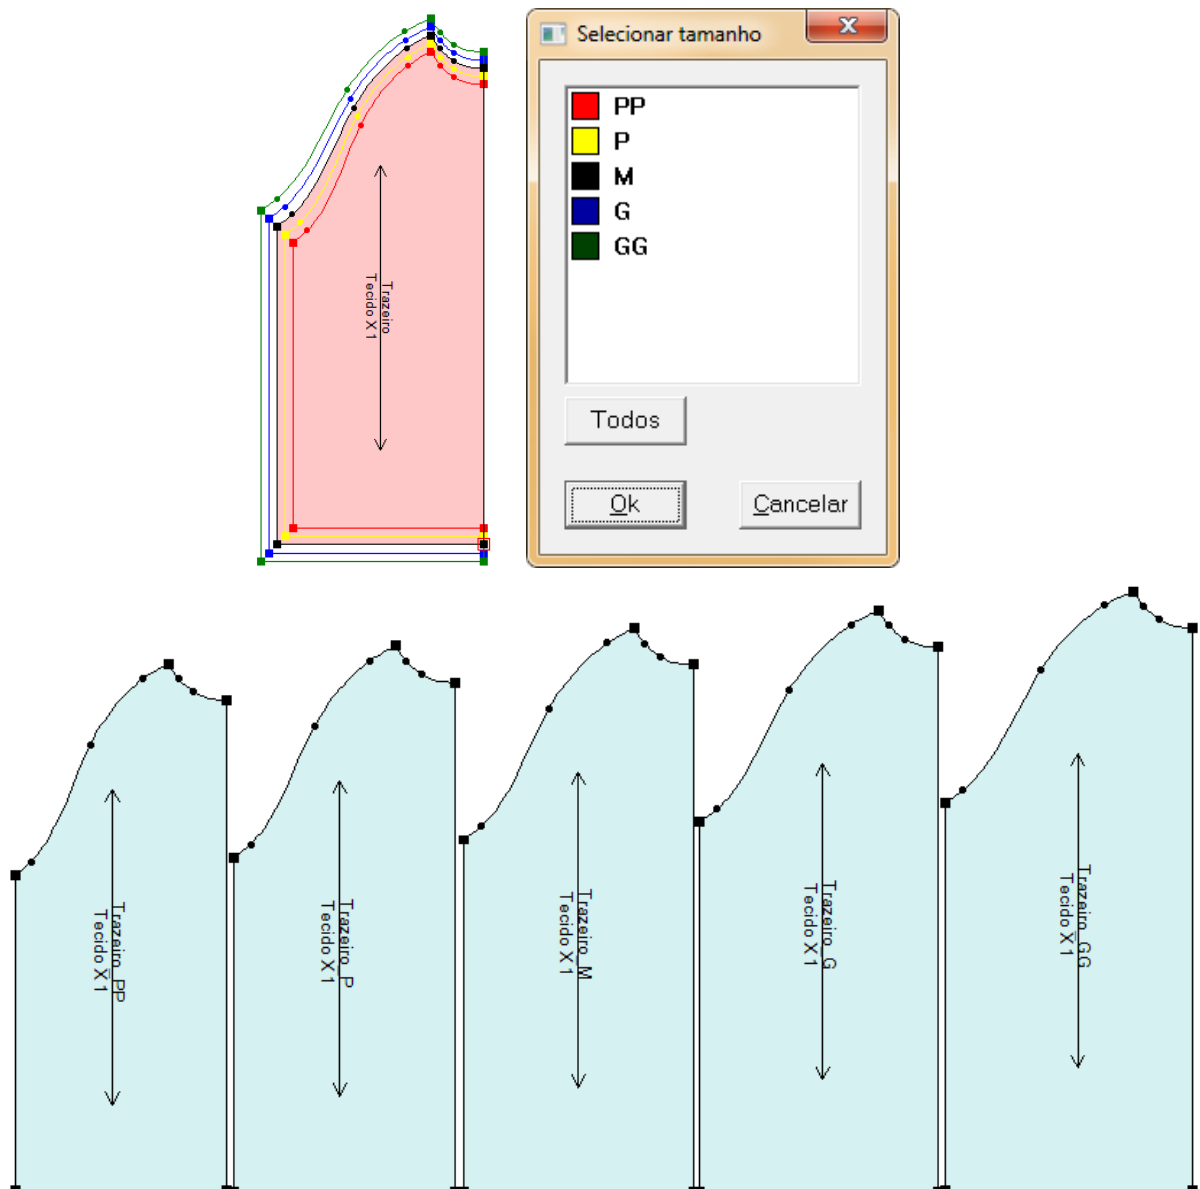 Selecionar tamanho
PP
P
M
G
GG
Todos
Ok
Cancelar
Trazeiro
Tecido X 1
Trazeiro_PP
Tecido X 1
Trazeiro_P
Tecido X 1
Trazeiro_M
Tecido X 1
Trazeiro_G
Tecido X 1
Trazeiro_GG
Tecido X 1